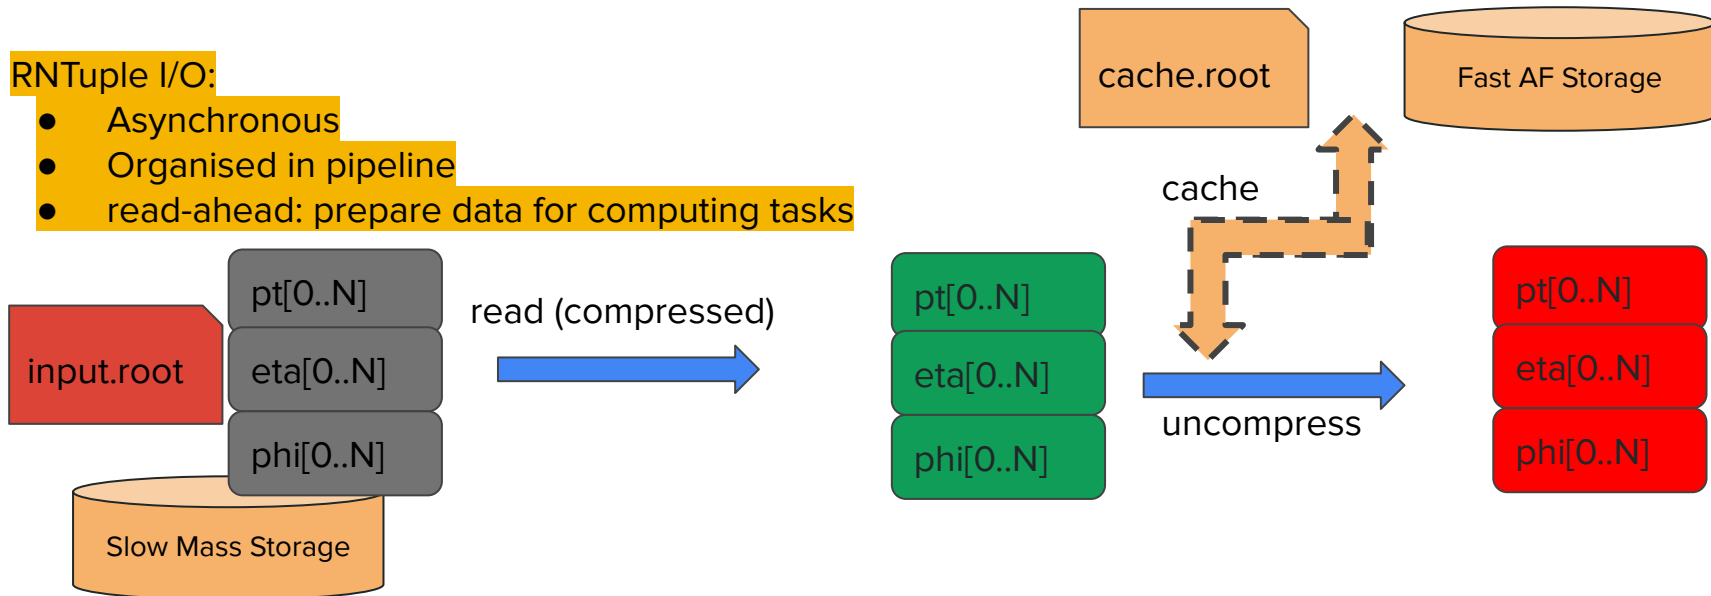 RNTuple I/O:
● Asynchronous
● Organised in pipeline
● read-ahead: prepare data for computing tasks
cache.root
Fast AF Storage
cache
input.root
pt[0..N]
eta[0..N]
phi[0..N]
Slow Mass Storage
read (compressed)
pt[0..N]
eta[0..N]
phi[0..N]
uncompress
pt[0..N]
eta[0..N]
phi[0..N]